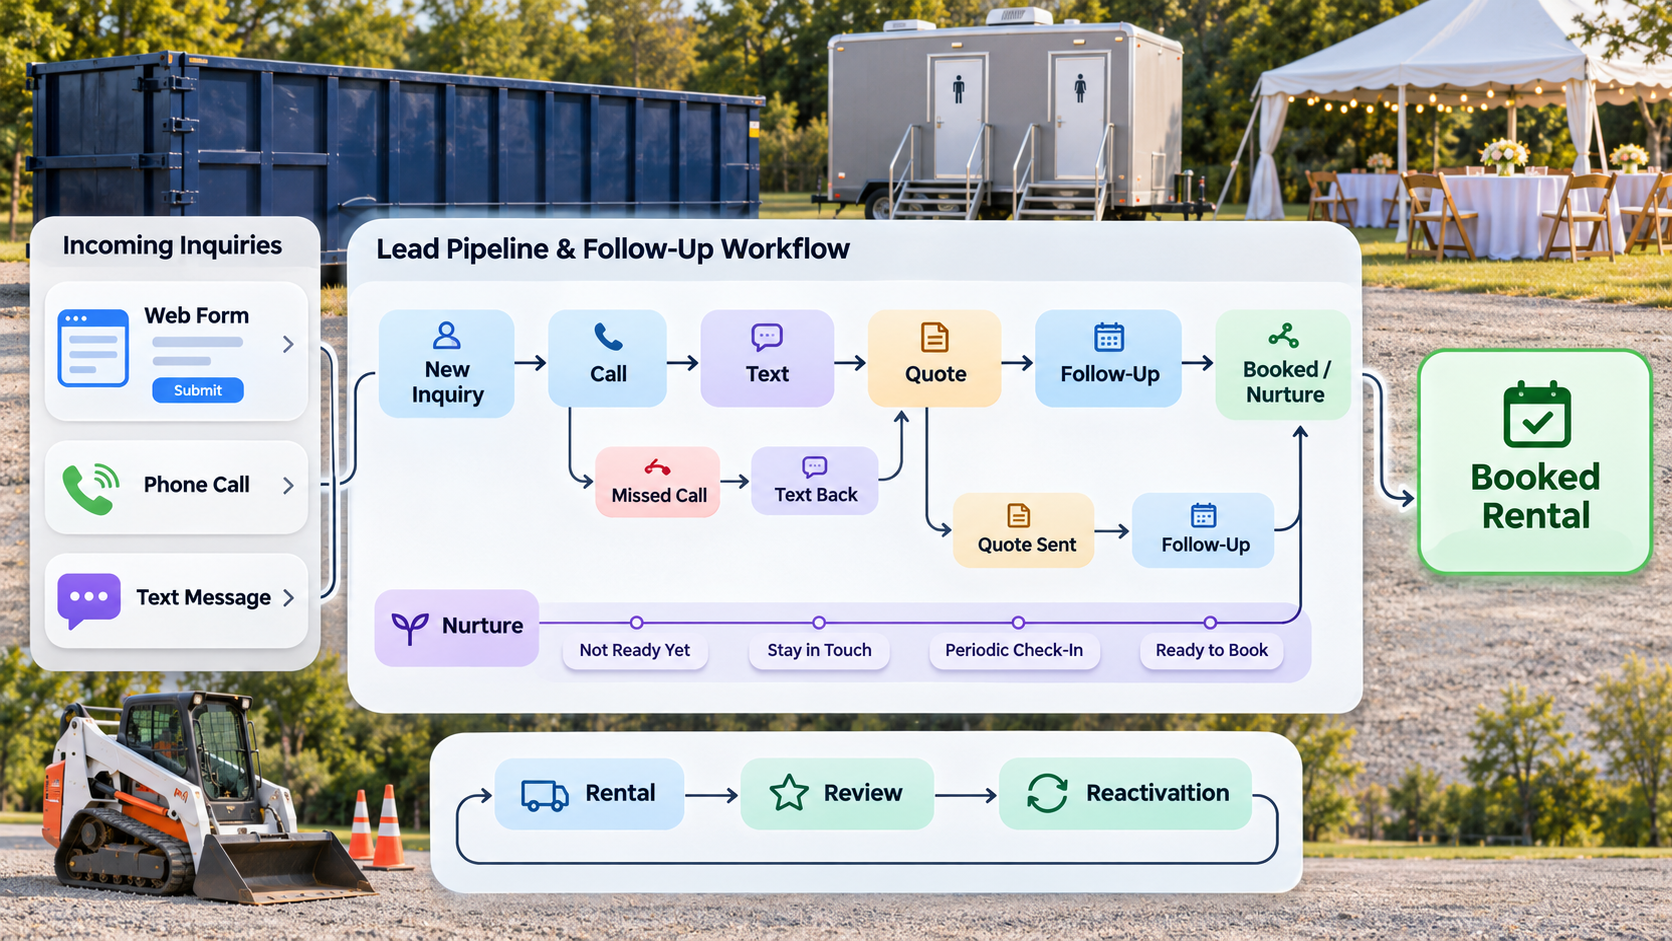 Incoming Inquiries
Web Form
Submit
Phone Call
Text Message
Lead Pipeline & Follow-Up Workflow
New
Inquiry
Call
Text
Quote
Follow-Up
Booked /
Nurture
Missed Call
Text Back
Quote Sent
Follow-Up
Nurture
Not Ready Yet
Stay in Touch
Periodic Check-In
Ready to Book
Booked
Rental
Rental
Review
Reactivation